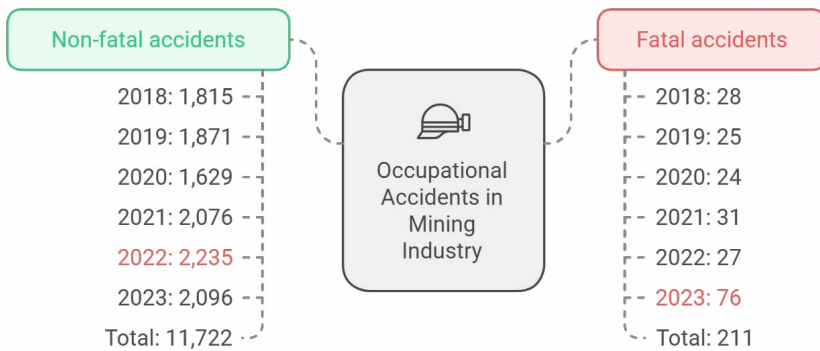 Non-fatal accidents
2018: 1,815
2019: 1,871
2020: 1,629
2021: 2,076
2022: 2,235
2023: 2,096
Total: 11,722
Occupational
Accidents in
Mining
Industry
Fatal accidents
2018: 28
2019: 25
2020: 24
2021: 31
2022: 27
2023: 76
Total: 211